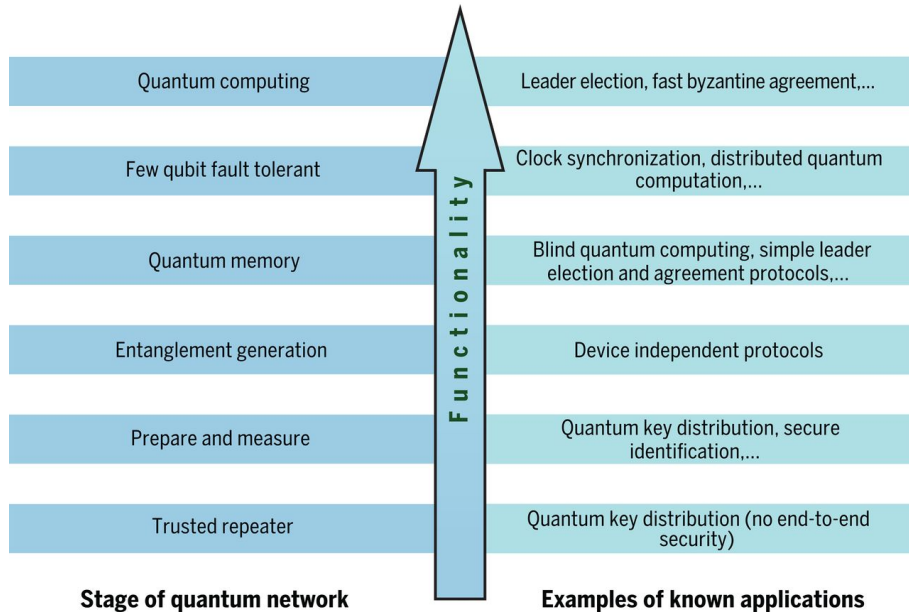 Quantum computing
Leader election, fast byzantine agreement,...
Few qubit fault tolerant
Clock synchronization, distributed quantum
computation,...
Quantum memory
Blind quantum computing, simple leader
election and agreement protocols,...
Entanglement generation
Device independent protocols
Prepare and measure
Quantum key distribution, secure
identification,...
Trusted repeater
Quantum key distribution (no end-to-end
security)
Functionality
Stage of quantum network
Examples of known applications